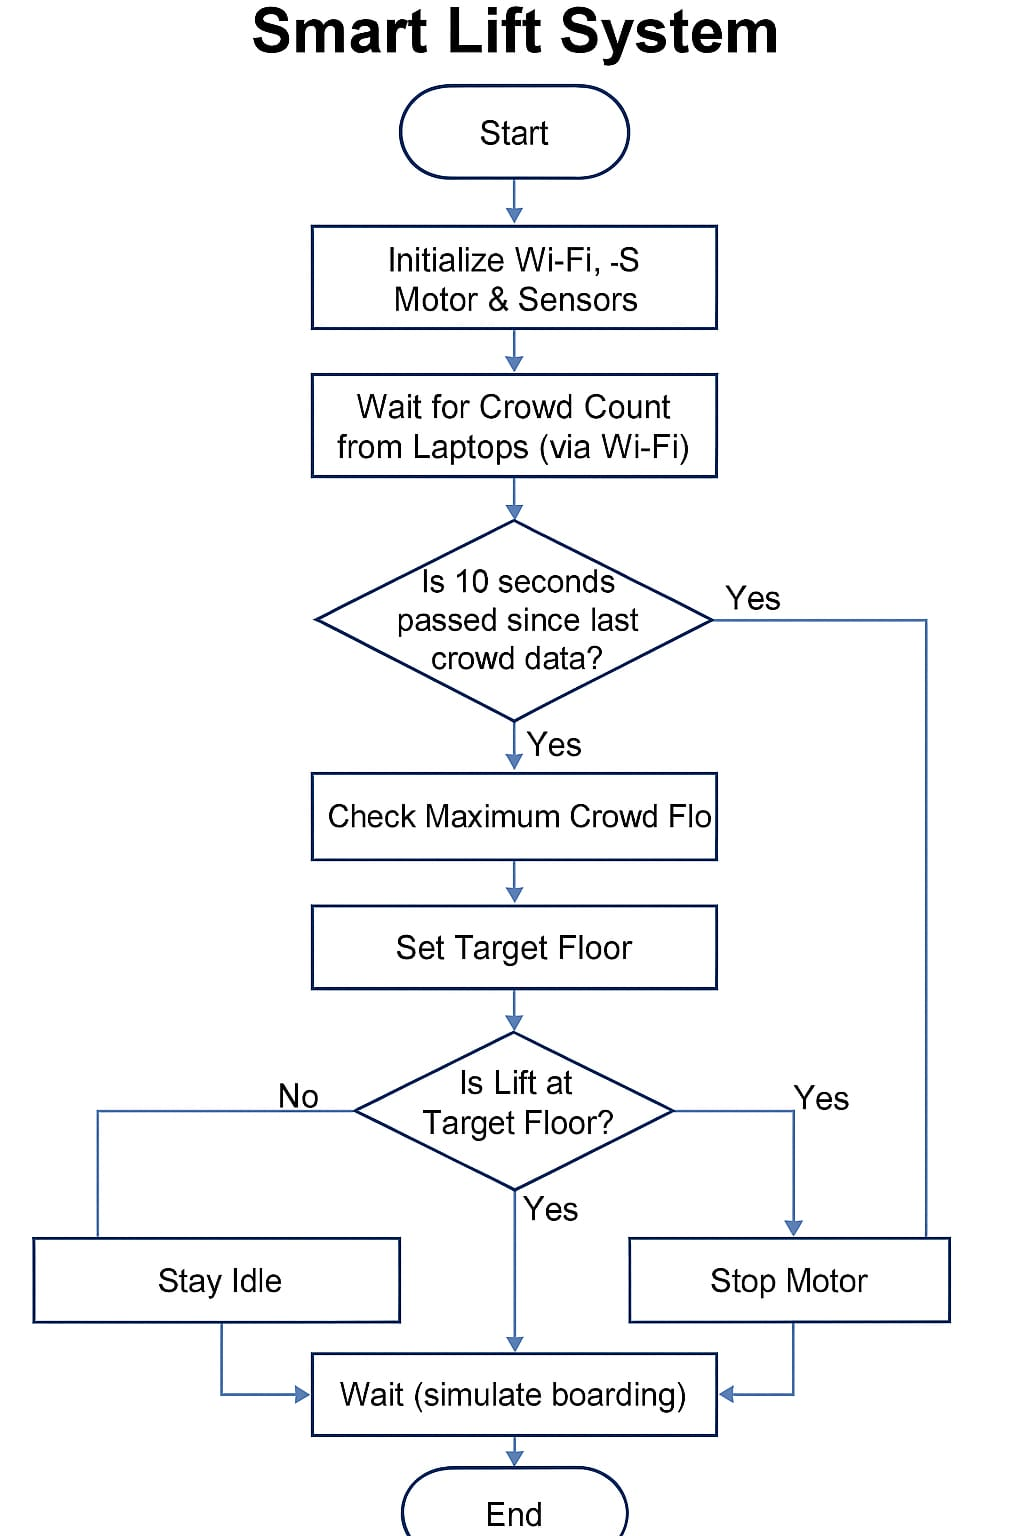 Smart Lift System
Start
Initialize Wi-Fi, -S
Motor & Sensors
Wait for Crowd Count
from Laptops (via Wi-Fi)
Is 10 seconds
passed since last
crowd data?
Yes
Yes
Check Maximum Crowd Flo
Set Target Floor
Is Lift at
Target Floor?
No
Yes
Yes
Stay Idle
Stop Motor
Wait (simulate boarding)
End